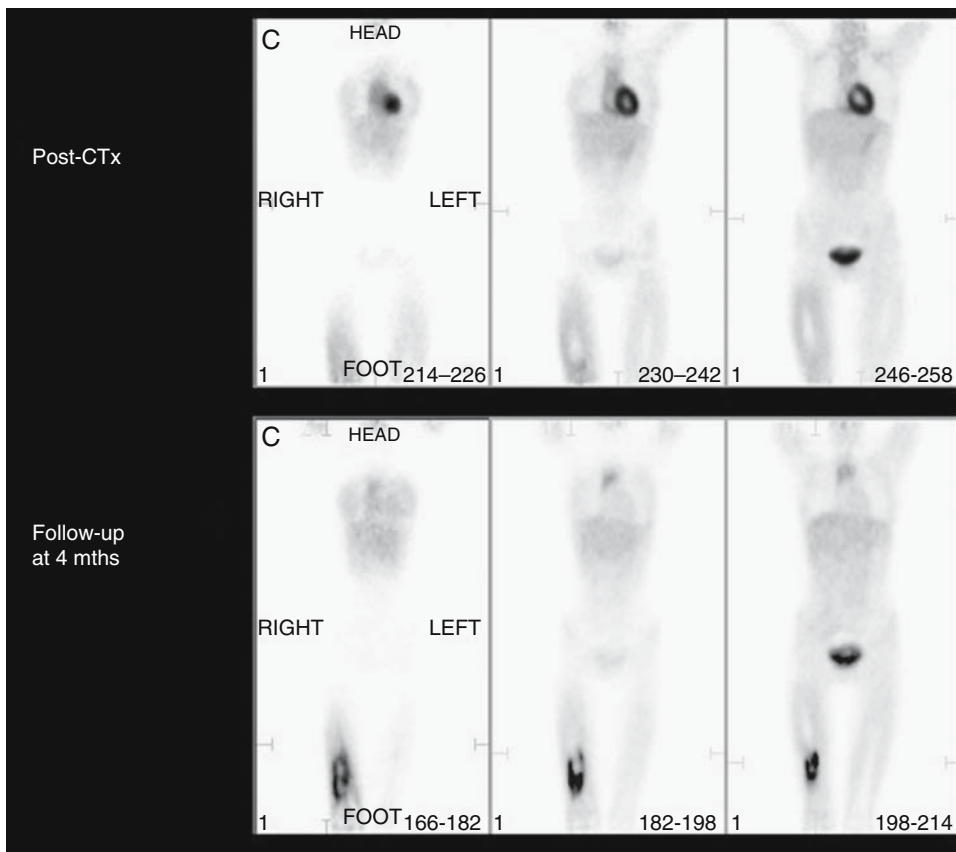 C
HEAD
Post-CTx
RIGHT LEFT
1 FOOT 214–226 1 230–242 1 246-258
C
HEAD
Follow-up
at 4 mths
RIGHT LEFT
1 FOOT 166-182 1 182-198 1 198-214